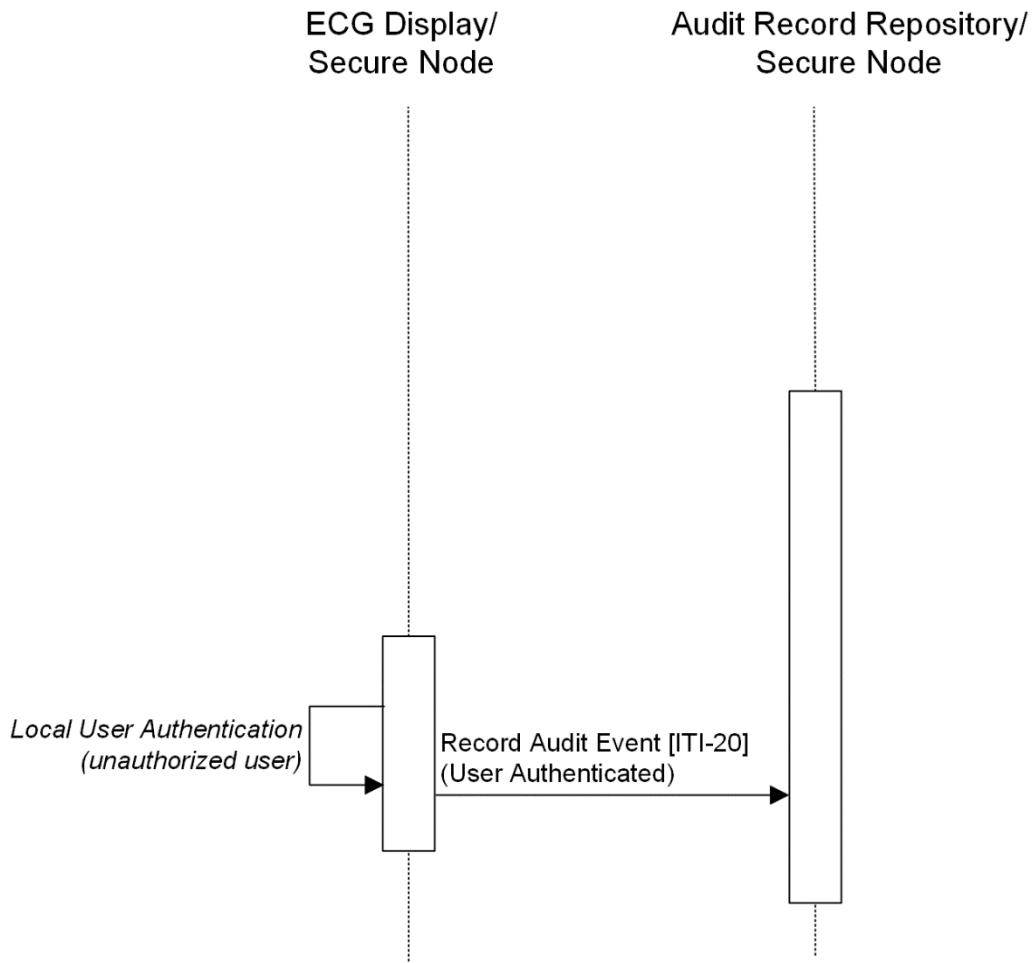 ECG Display/
Secure Node
Audit Record Repository/
Secure Node
Local User Authentication
(unauthorized user)
Record Audit Event [ITI-20]
(User Authenticated)